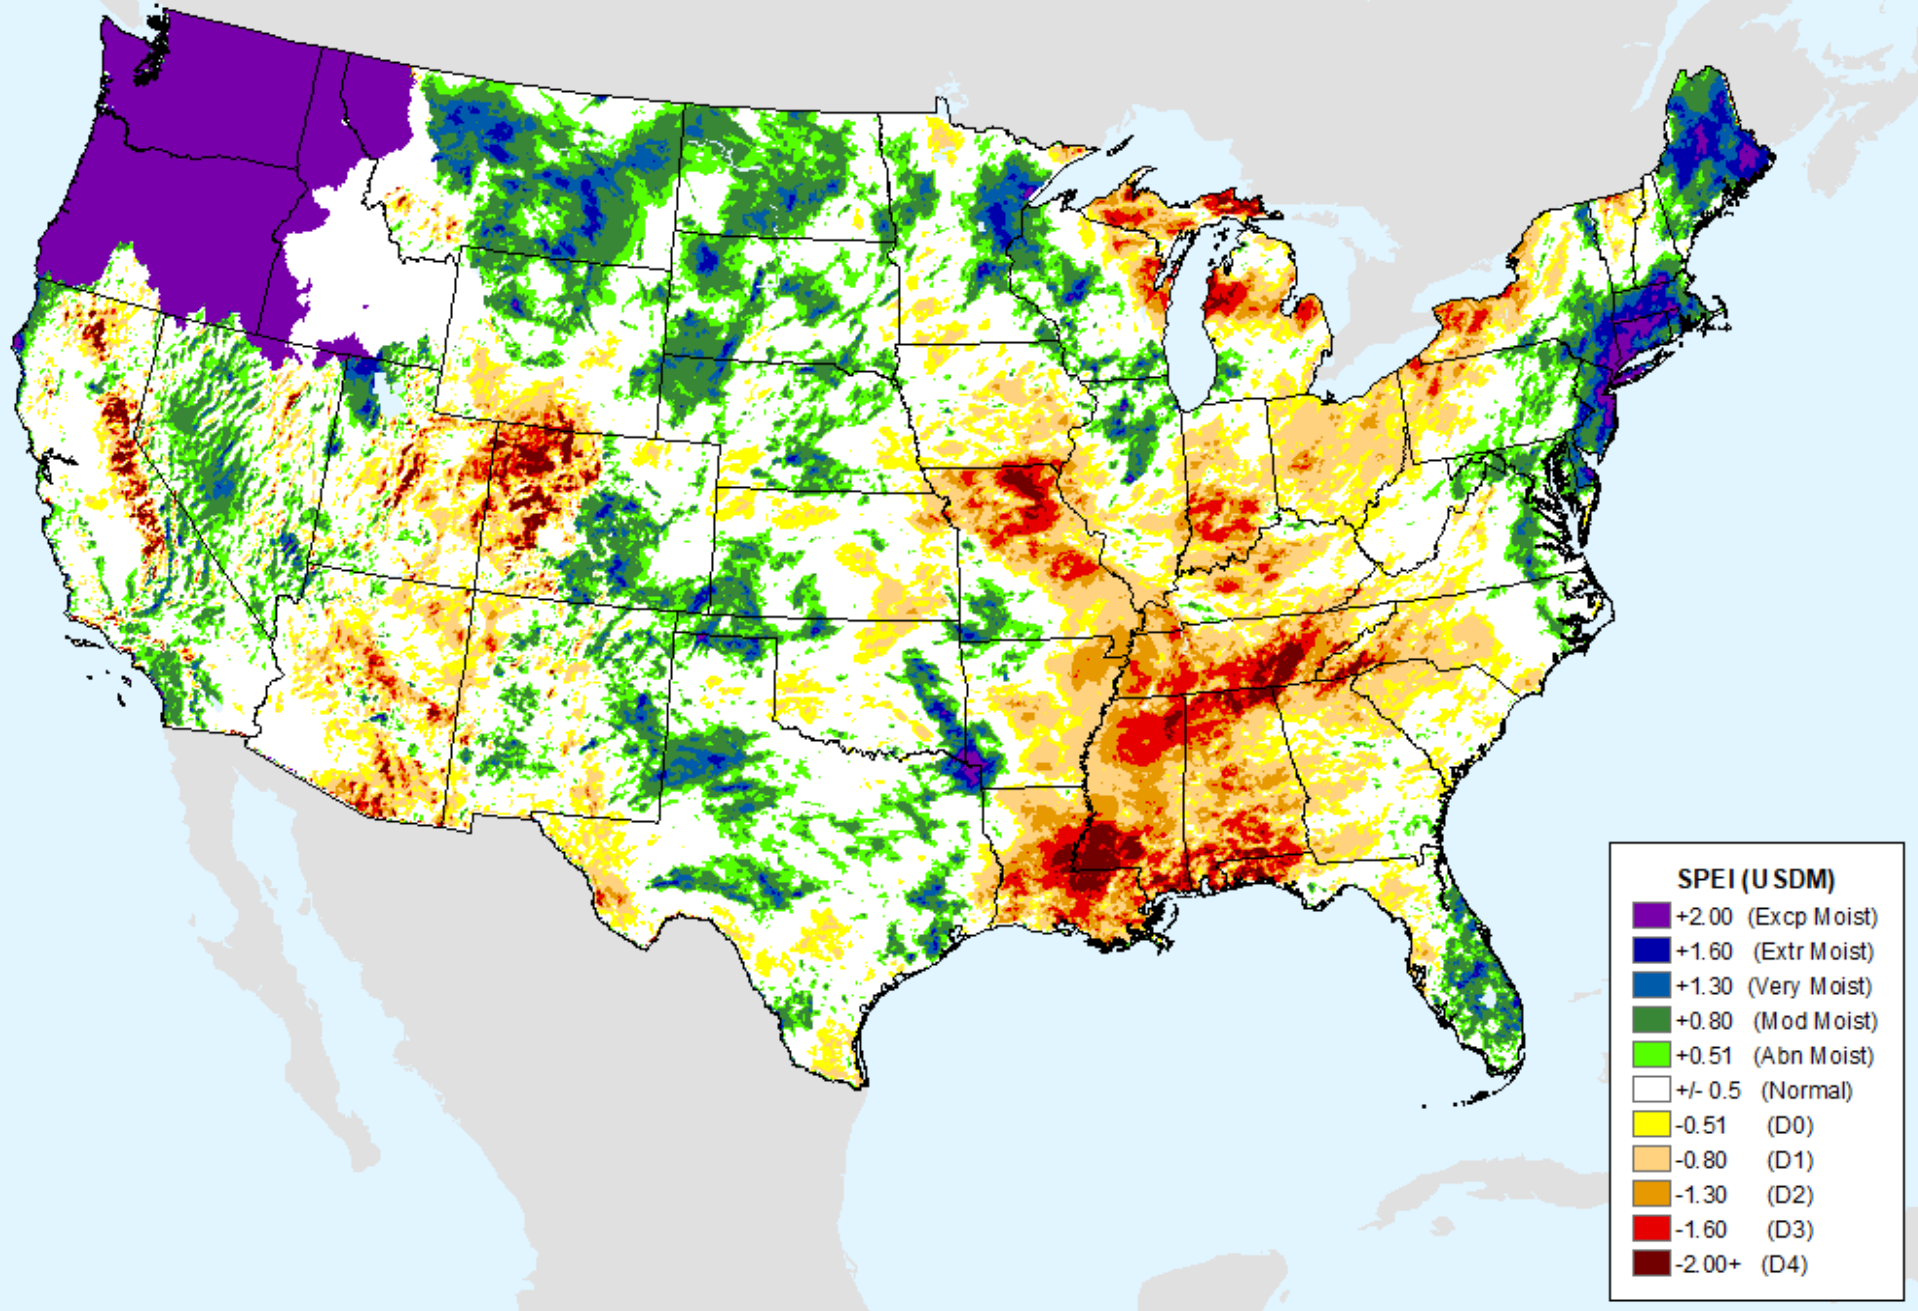 SPEI (USDM)
+2.00 (Excp Moist)
+1.60 (Extr Moist)
+1.30 (Very Moist)
+0.80 (Mod Moist)
+0.51 (Abn Moist)
+/- 0.5 (Normal)
-0.51 (D0)
-0.80 (D1)
-1.30 (D2)
-1.60 (D3)
-2.00+ (D4)